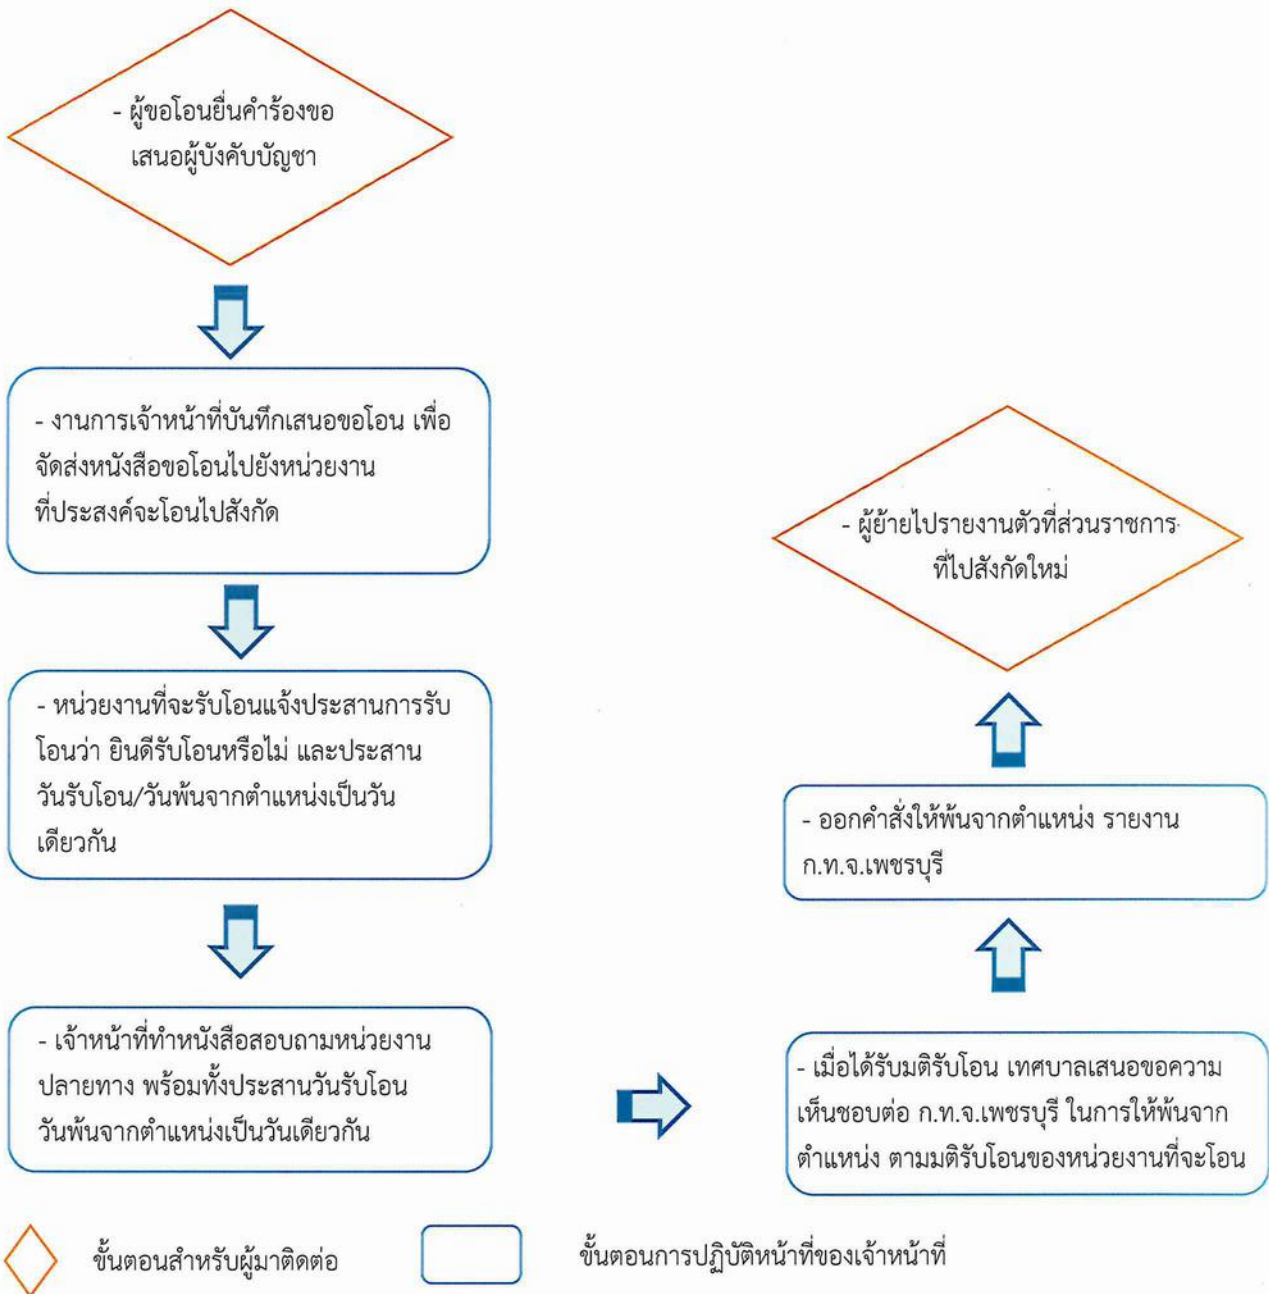 - ผู้ขอโอนยื่นคำร้องขอ
เสนอผู้บังคับบัญชา
- งานการเจ้าหน้าที่บันทึกเสนอขอโอน เพื่อ
จัดส่งหนังสือขอโอนไปยังหน่วยงาน
ที่ประสงค์จะโอนไปสังกัด
- หน่วยงานที่จะรับโอนแจ้งประสานการรับ
โอนว่า ยินดีรับโอนหรือไม่ และประสาน
วันรับโอน/วันพ้นจากตำแหน่งเป็นวัน
เดียวกัน
- เจ้าหน้าที่ทำหนังสือสอบถามหน่วยงาน
ปลายทาง พร้อมทั้งประสานวันรับโอน
วันพ้นจากตำแหน่งเป็นวันเดียวกัน
- เมื่อได้รับมติรับโอน เทศบาลเสนอขอความ
เห็นชอบต่อ ก.ท.จ.เพชรบุรี ในการให้พ้นจาก
ตำแหน่ง ตามมติรับโอนของหน่วยงานที่จะโอน
- ออกคำสั่งให้พ้นจากตำแหน่ง รายงาน
ก.ท.จ.เพชรบุรี
- ผู้ย้ายไปรายงานตัวที่ส่วนราชการ
ที่ไปสังกัดใหม่
ขั้นตอนสำหรับผู้มาติดต่อ
ขั้นตอนการปฏิบัติหน้าที่ของเจ้าหน้าที่